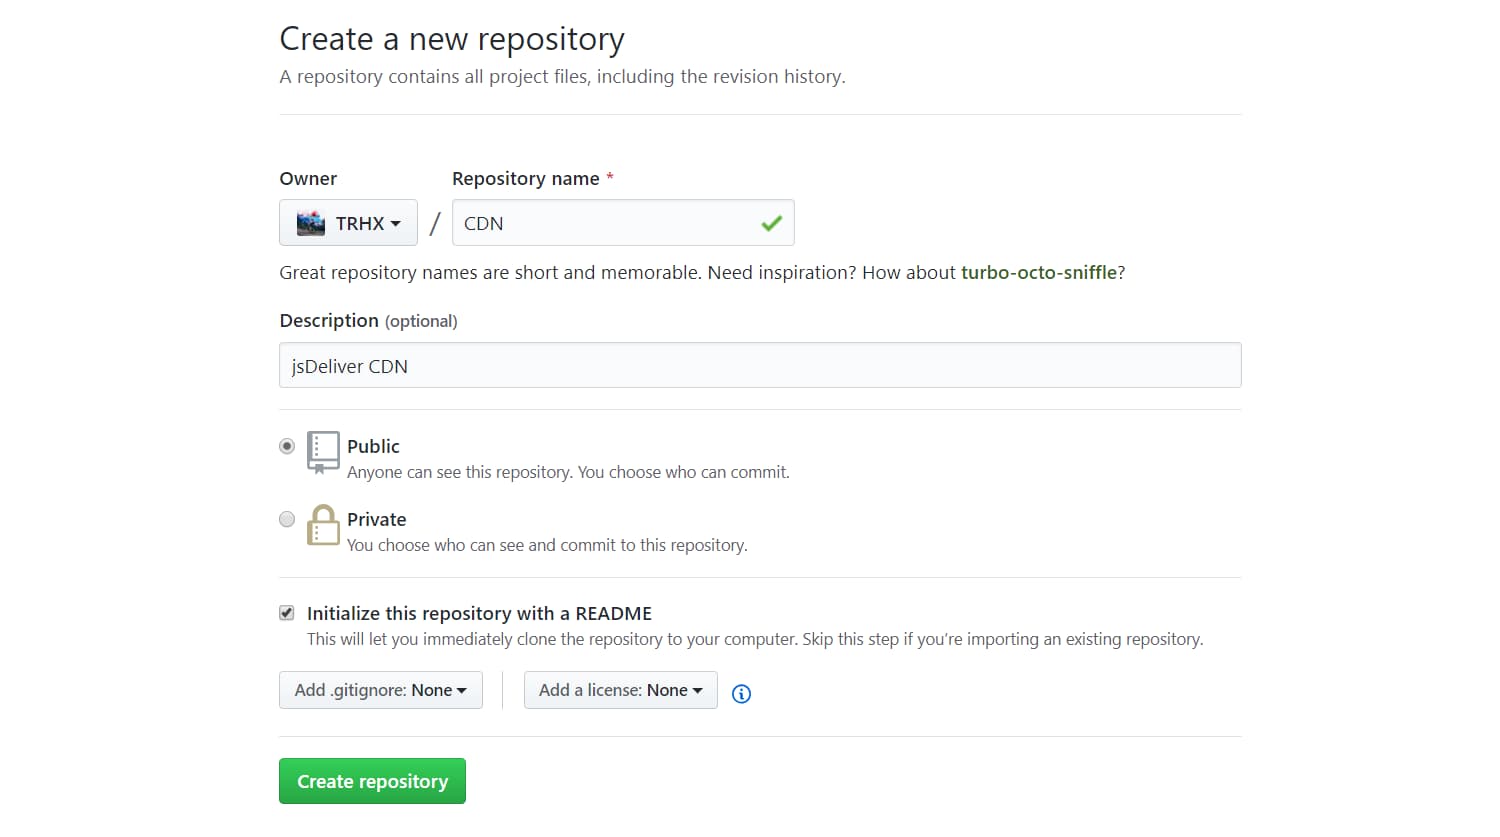 Create a new repository
A repository contains all project files, including the revision history.
Owner
Repository name *
TRHX / CDN
Great repository names are short and memorable. Need inspiration? How about turbo-octo-sniffle?
Description (optional)
jsDeliver CDN
Public
Anyone can see this repository. You choose who can commit.
Private
You choose who can see and commit to this repository.
Initialize this repository with a README
This will let you immediately clone the repository to your computer. Skip this step if you’re importing an existing repository.
Add .gitignore: None
Add a license: None
Create repository